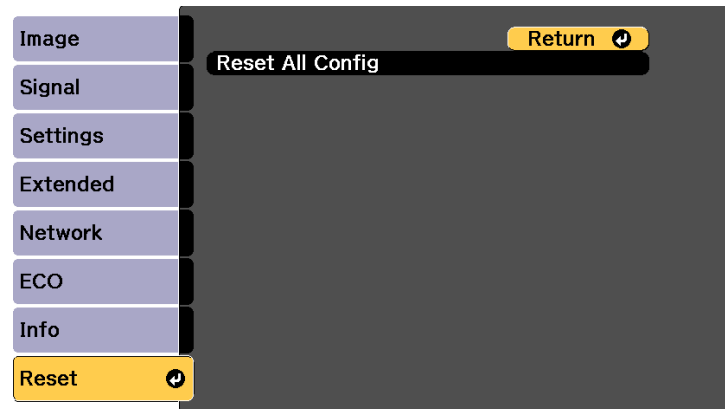 Image
Signal
Settings
Extended
Network
ECO
Info
Reset
Return
Reset All Config